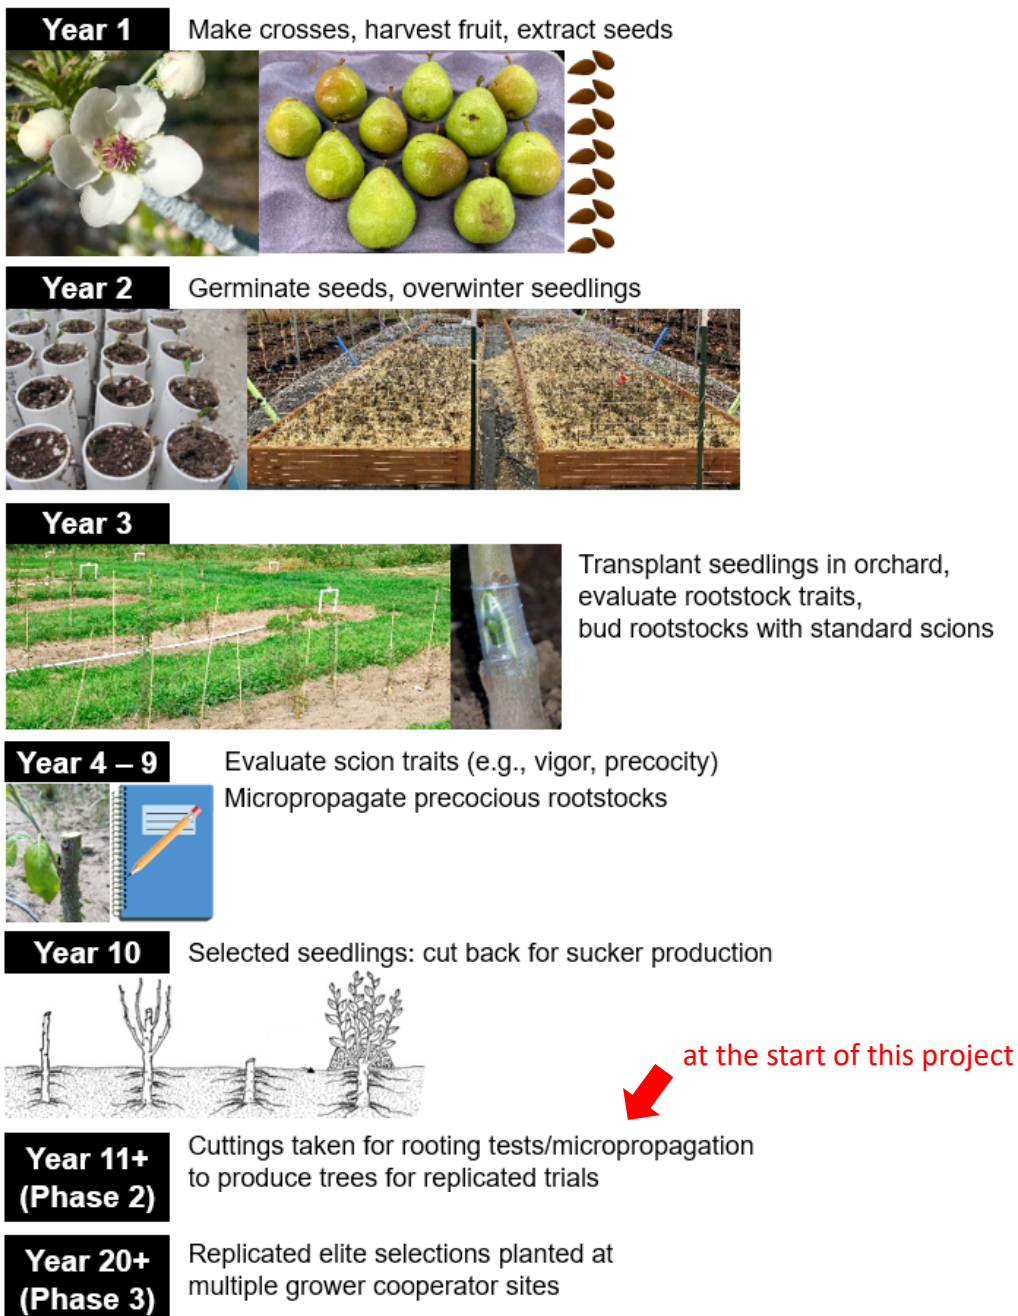 Year 1
Make crosses, harvest fruit, extract seeds
Year 2
Germinate seeds, overwinter seedlings
Year 3
Transplant seedlings in orchard,
evaluate rootstock traits,
bud rootstocks with standard scions
Year 4 – 9
Evaluate scion traits (e.g., vigor, precocity)
Micropropagate precocious rootstocks
Year 10
Selected seedlings: cut back for sucker production
at the start of this project
Year 11+
(Phase 2)
Cuttings taken for rooting tests/micropropagation
to produce trees for replicated trials
Year 20+
(Phase 3)
Replicated elite selections planted at
multiple grower cooperator sites